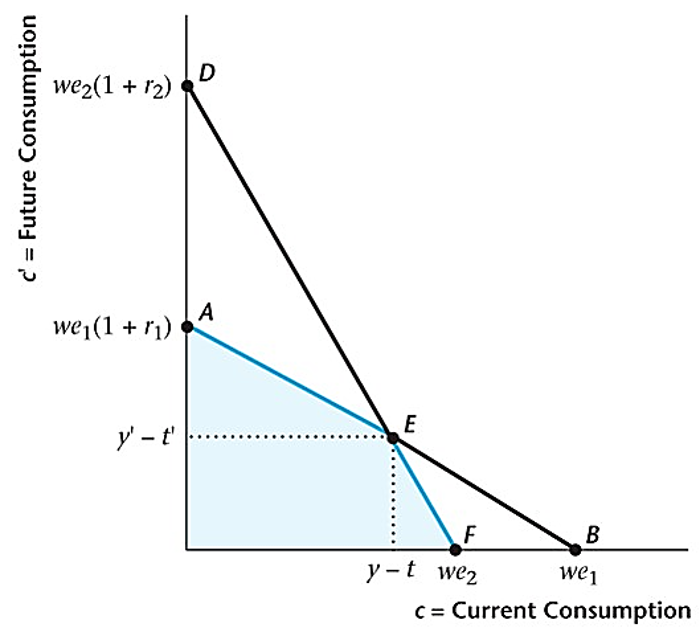 c' = Future Consumption
we₂(1 + r₂)
D
we₁(1 + r₁)
A
y' – t'
E
F
B
y – t
we₂
we₁
c = Current Consumption